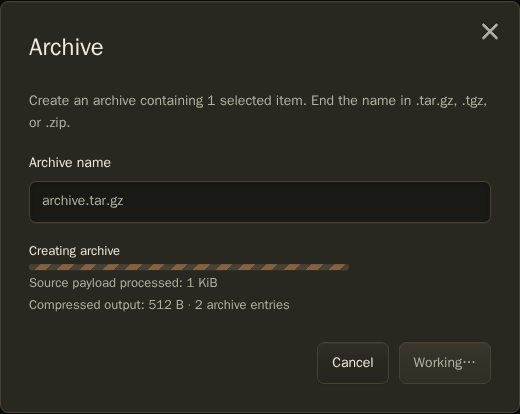 Archive
Create an archive containing 1 selected item. End the name in .tar.gz, .tgz,
or .zip.
Archive name
archive.tar.gz
Creating archive
Source payload processed: 1 KiB
Compressed output: 512 B · 2 archive entries
Cancel
Working⋯